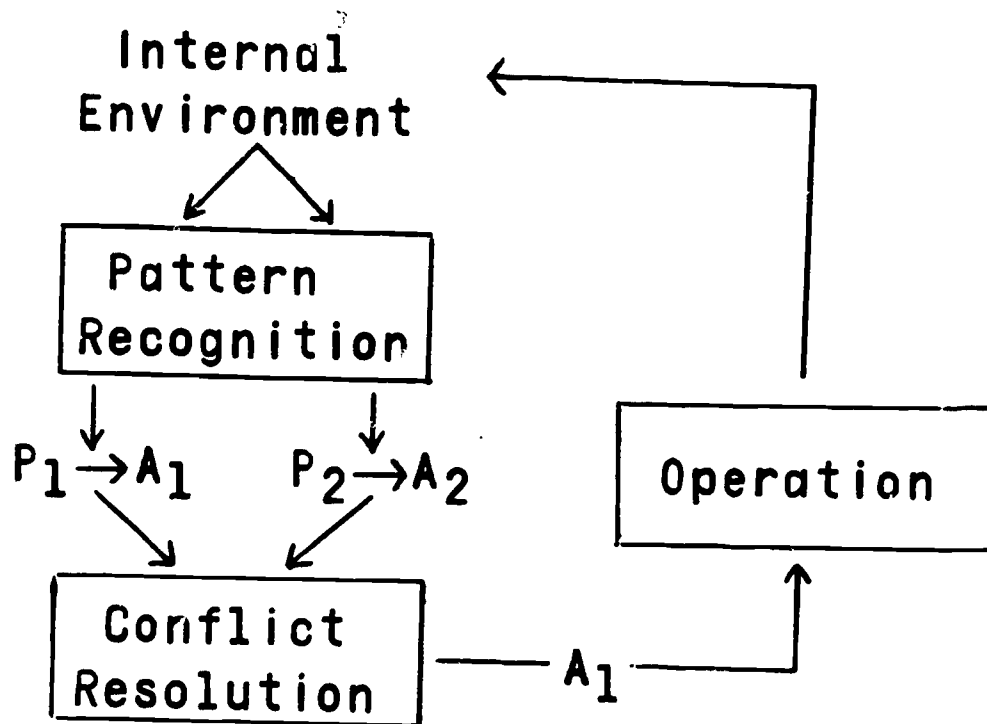 Internal
Environment
Pattern
Recognition
P1 → A1
P2 → A2
Operation
Conflict
Resolution
A1